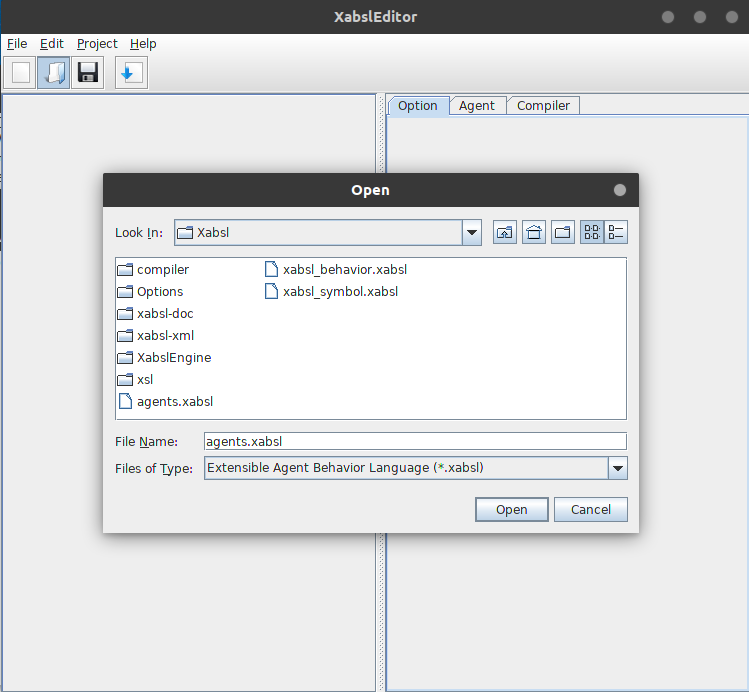 XabslEditor
File Edit Project Help
Option Agent Compiler
Open
Look In: Xabsl
compiler
Options
xabsl-doc
xabsl-xml
XabslEngine
xsl
agents.xabsl
xabsl_behavior.xabsl
xabsl_symbol.xabsl
File Name: agents.xabsl
Files of Type: Extensible Agent Behavior Language (*.xabsl)
Open Cancel